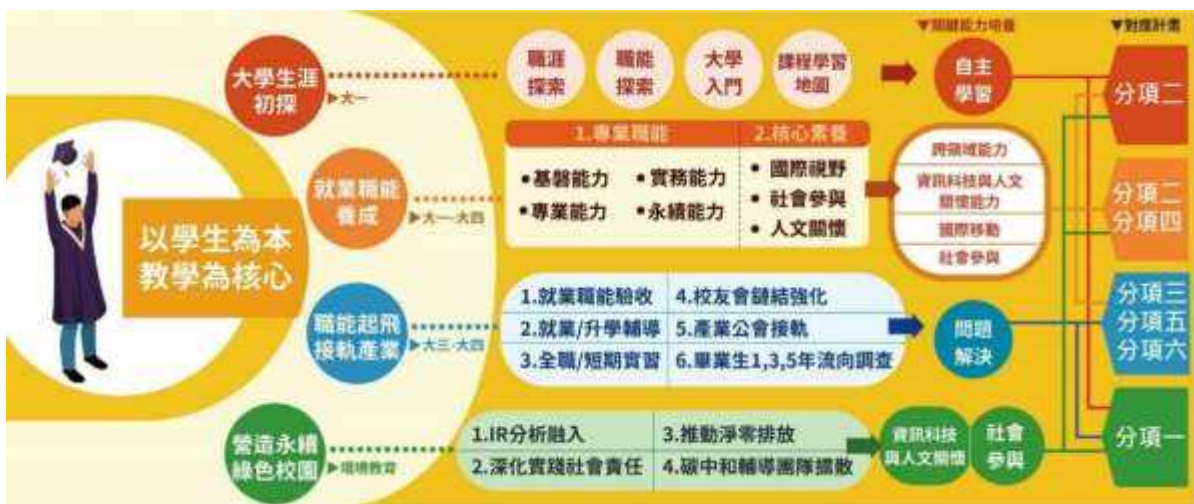 ▼關鍵能力培養
▼對應計畫
以學生為本
教學為核心
大學生涯
初探
▶大一
職涯
探索
職能
探索
大學
入門
課程學習
地圖
自主
學習
分項二
就業職能
養成
▶大一-大四
1.專業職能
2.核心素養
•基磐能力
•實務能力
•專業能力
•永續能力
• 國際視野
• 社會參與
• 人文關懷
跨領域能力
資訊科技與人文
關懷能力
國際移動
社會參與
分項二
分項四
職能起飛
接軌產業
▶大三-大四
1.就業職能驗收
4.校友會鏈結強化
2.就業/升學輔導
5.產業公會接軌
3.全職/短期實習
6.畢業生1,3,5年流向調查
問題
解決
分項三
分項五
分項六
營造永續
綠色校園
▶環境教育
1.IR分析融入
3.推動淨零排放
2.深化實踐社會責任
4.碳中和輔導團隊擴散
資訊科技
與人文關懷
社會
參與
分項一